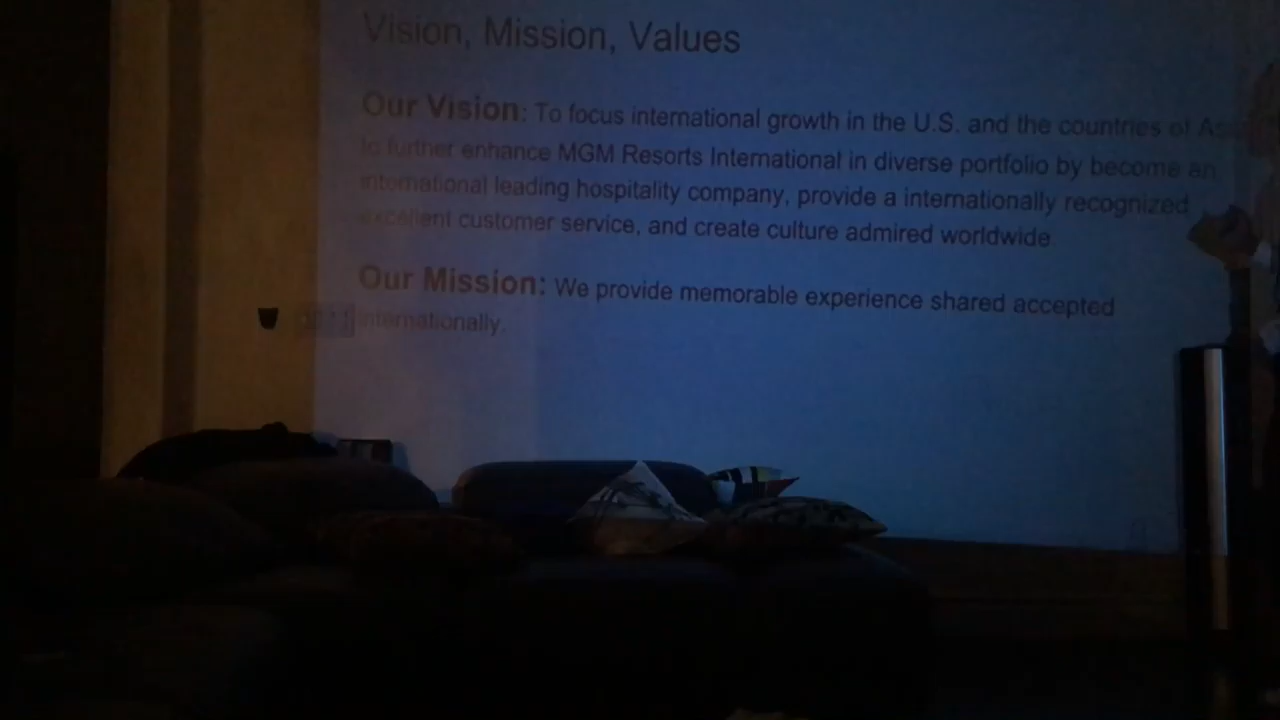 Vision, Mission, Values
Our Vision: To focus international growth in the U.S. and the countries of
to further enhance MGM Resorts International in diverse portfolio by become an
international leading hospitality company, provide a internationally recognized
excellent customer service, and create culture admired worldwide.
Our Mission: We provide memorable experience shared accepted
internationally.